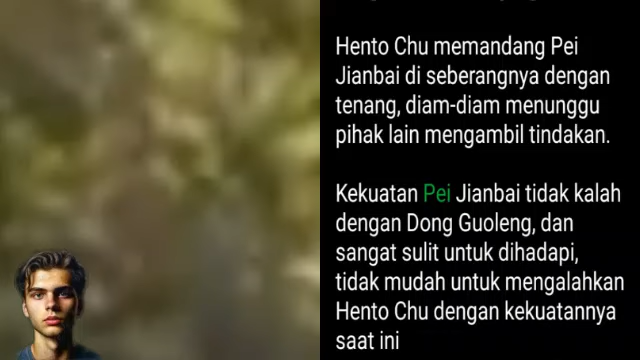 Hento Chu memandang Pei
Jianbai di seberangnya dengan
tenang, diam-diam menunggu
pihak lain mengambil tindakan.
Kekuatan Pei Jianbai tidak kalah
dengan Dong Guoleng, dan
sangat sulit untuk dihadapi,
tidak mudah untuk mengalahkan
Hento Chu dengan kekuatannya
saat ini